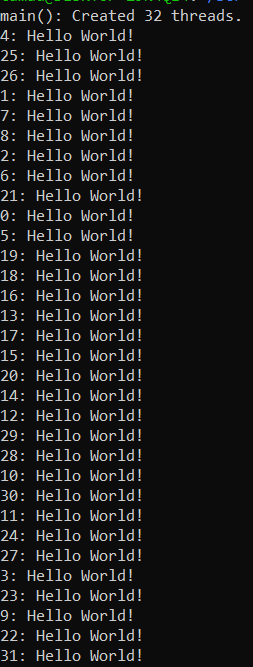 main(): Created 32 threads.
4: Hello World!
25: Hello World!
26: Hello World!
1: Hello World!
7: Hello World!
8: Hello World!
2: Hello World!
6: Hello World!
21: Hello World!
0: Hello World!
5: Hello World!
19: Hello World!
18: Hello World!
16: Hello World!
13: Hello World!
17: Hello World!
15: Hello World!
20: Hello World!
14: Hello World!
12: Hello World!
29: Hello World!
28: Hello World!
10: Hello World!
30: Hello World!
11: Hello World!
24: Hello World!
27: Hello World!
3: Hello World!
23: Hello World!
9: Hello World!
22: Hello World!
31: Hello World!